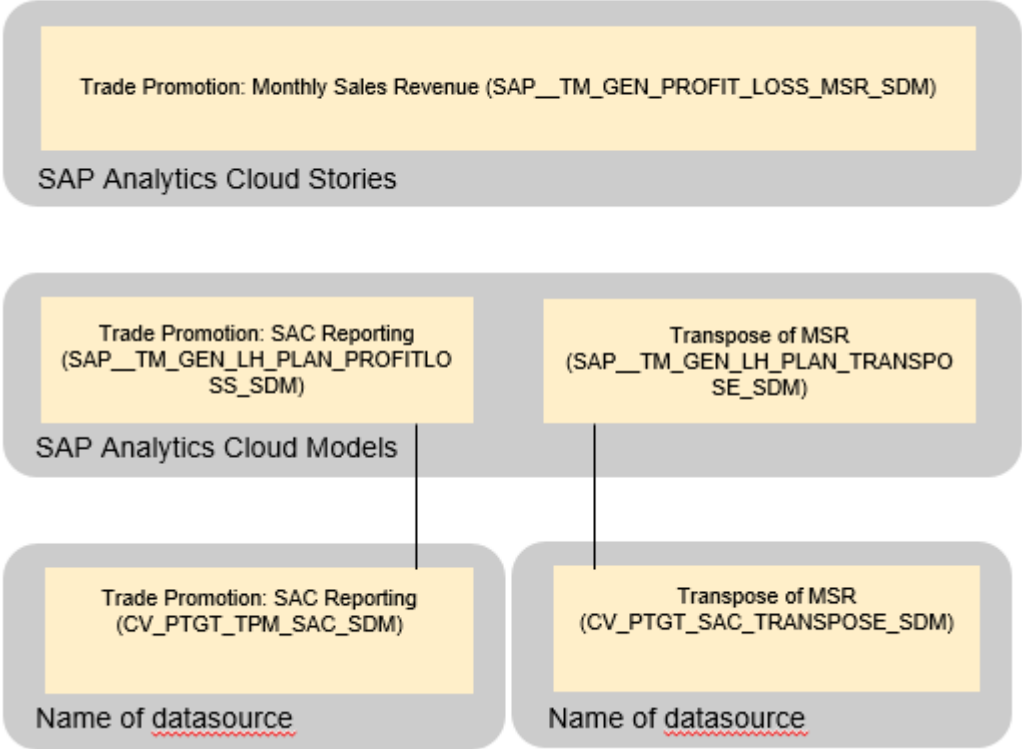 Trade Promotion: Monthly Sales Revenue (SAP__TM_GEN_PROFIT_LOSS_MSR_SDM)
SAP Analytics Cloud Stories
Trade Promotion: SAC Reporting
(SAP__TM_GEN_LH_PLAN_PROFITLO
SS_SDM)
Transpose of MSR
(SAP__TM_GEN_LH_PLAN_TRANSPO
SE_SDM)
SAP Analytics Cloud Models
Trade Promotion: SAC Reporting
(CV_PTGT_TPM_SAC_SDM)
Name of datasource
Transpose of MSR
(CV_PTGT_SAC_TRANSPOSE_SDM)
Name of datasource